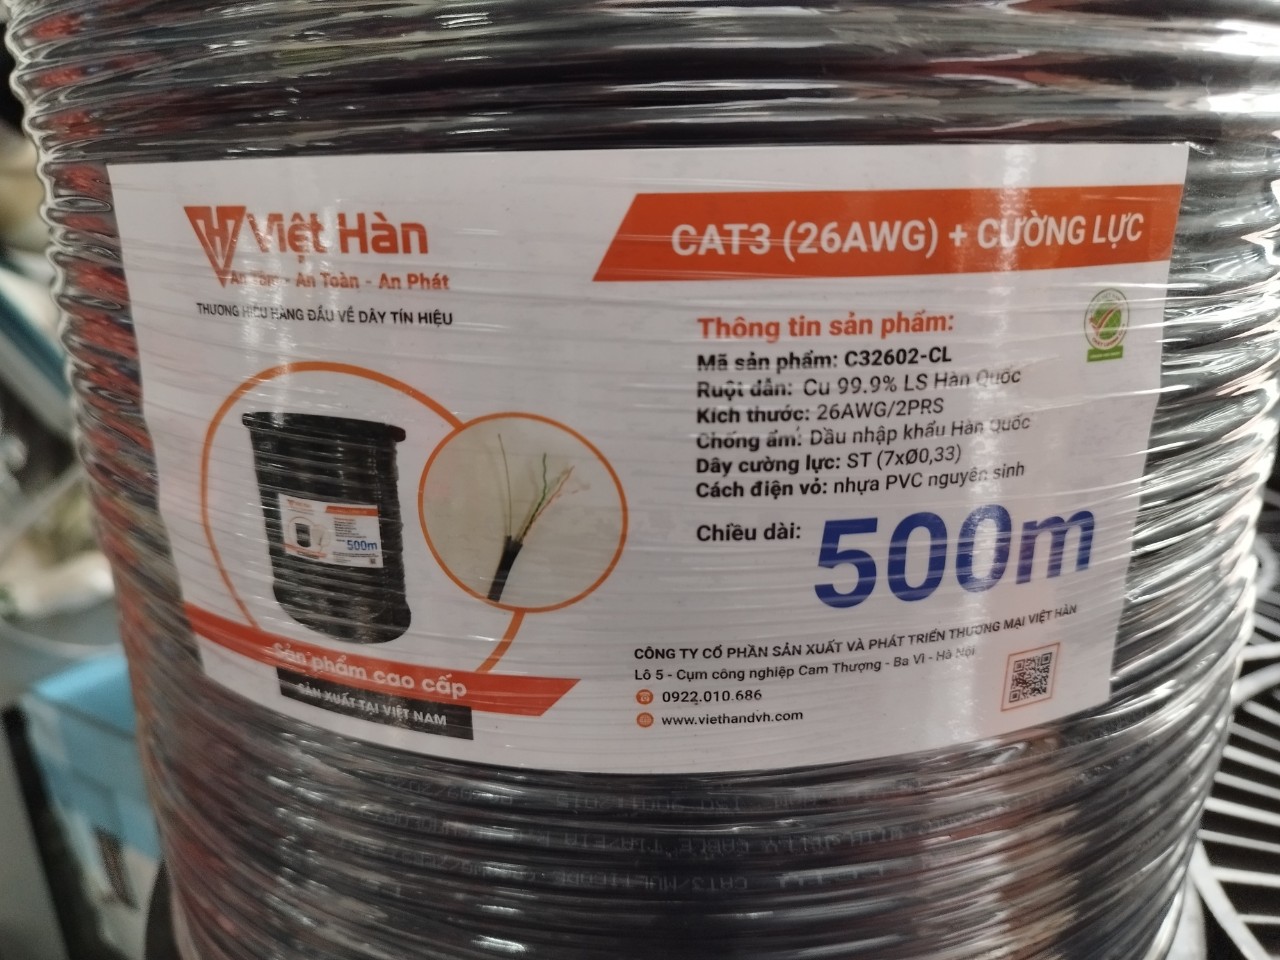 Việt Hàn
An Tâm - An Toàn - An Phát
THƯƠNG HIỆU HÀNG ĐẦU VỀ DÂY TÍN HIỆU
CAT3 (26AWG) + CƯỜNG LỰC
Thông tin sản phẩm:
Mã sản phẩm: C32602-CL
Ruột dẫn: Cu 99.9% LS Hàn Quốc
Kích thước: 26AWG/2PRS
Chống ẩm: Dầu nhập khẩu Hàn Quốc
Dây cường lực: ST (7xØ0,33)
Cách điện vỏ: nhựa PVC nguyên sinh
Chiều dài: 500m
500m
Sản phẩm cao cấp
SẢN XUẤT TẠI VIỆT NAM
CÔNG TY CỔ PHẦN SẢN XUẤT VÀ PHÁT TRIỂN THƯƠNG MẠI VIỆT HÀN
Lô 5 - Cụm công nghiệp Cam Thượng - Ba Vì - Hà Nội
0922.010.686
www.viethandvh.com